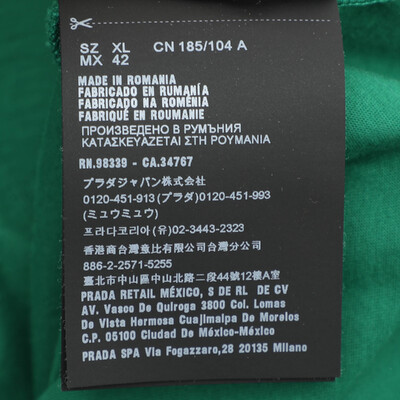 SZ XL CN 185/104 A
MX 42
MADE IN ROMANIA
FABRICADO EN RUMANÍA
FABRICADO NA ROMÊNIA
FABRIQUÉ EN ROUMANIE
ПРОИЗВЕДЕНО В РУМЪНИЯ
ΚΑΤΑΣΚΕΥΑΖΕΤΑΙ ΣΤΗ ΡΟΥΜΑΝΙΑ
RN.98339 - CA.34767
プラダジャパン株式会社
0120-451-913 (プラダ) 0120-451-993
(ミュウミュウ)
프라다코리아 (유) 02-3443-2323
香港商台灣普比有限公司台灣分公司
886-2-2571-5255
臺北市中山區中山北路二段44號12樓A室
PRADA RETAIL MÉXICO, S DE RL DE CV
AV. Vasco De Quiroga 3800 Col. Lomas
De Vista Hermosa Cuajimalpa De Morelos
C.P. 05109 Ciudad De México-México
PRADA SPA Via Fogazzaro,28 20135 Milano